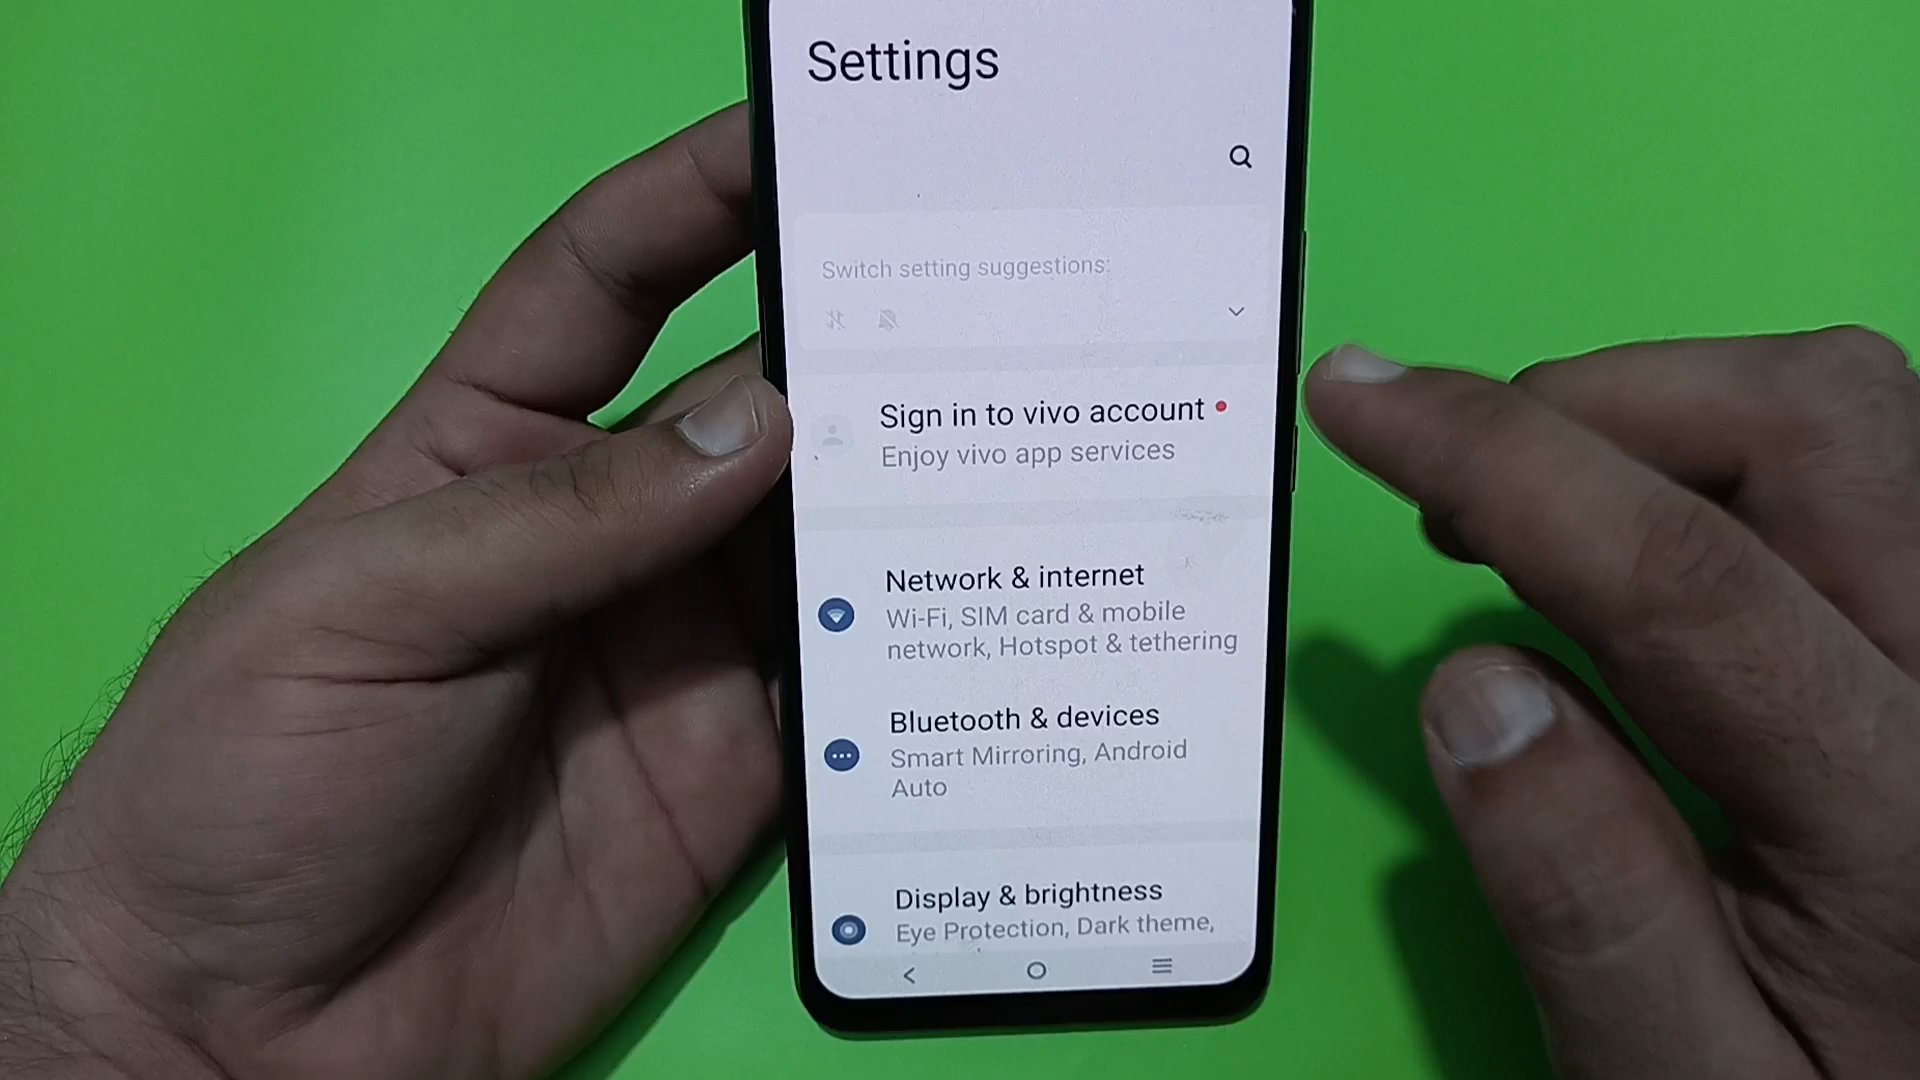 Settings
Switch setting suggestions:
Sign in to vivo account
Enjoy vivo app services
Network & internet
Wi-Fi, SIM card & mobile
network, Hotspot & tethering
Bluetooth & devices
Smart Mirroring, Android
Auto
Display & brightness
Eye Protection, Dark theme,